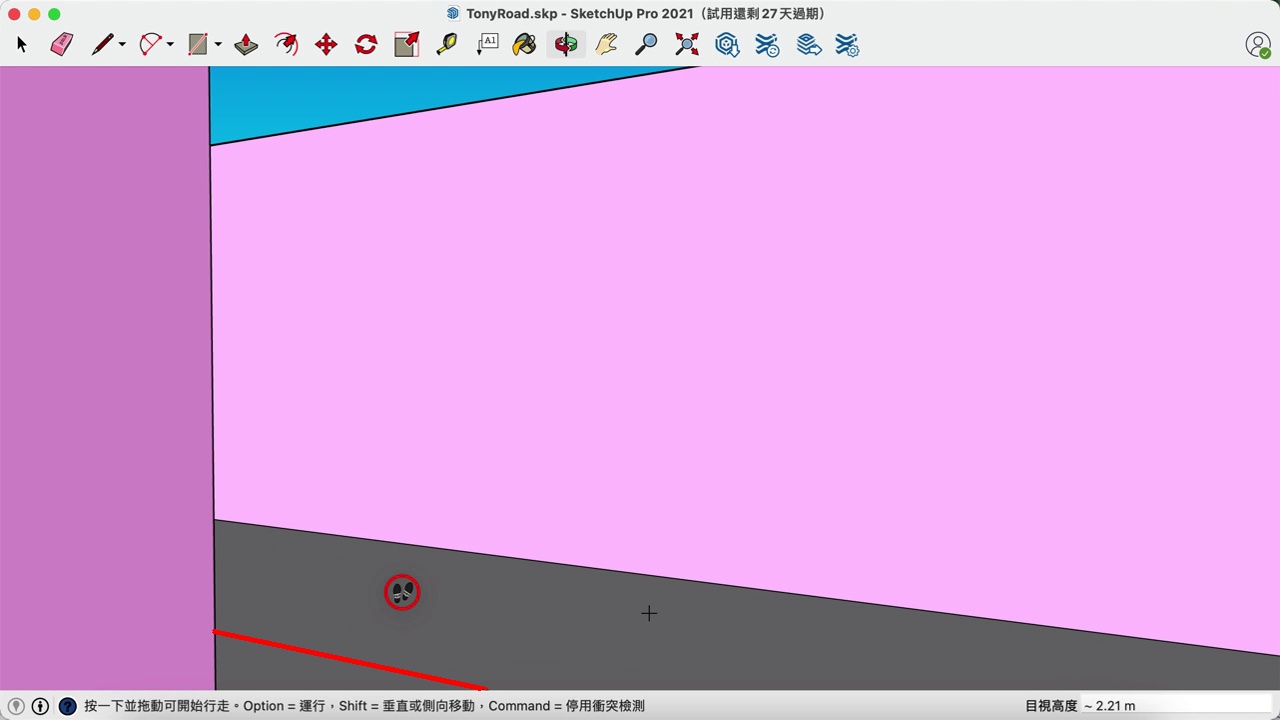 TonyRoad.skp - SketchUp Pro 2021（試用還剩 27 天過期）
A1
按一下並拖動可開始行走。Option = 運行，Shift = 垂直或側向移動，Command = 停用衝突檢測
目視高度 ~ 2.21 m